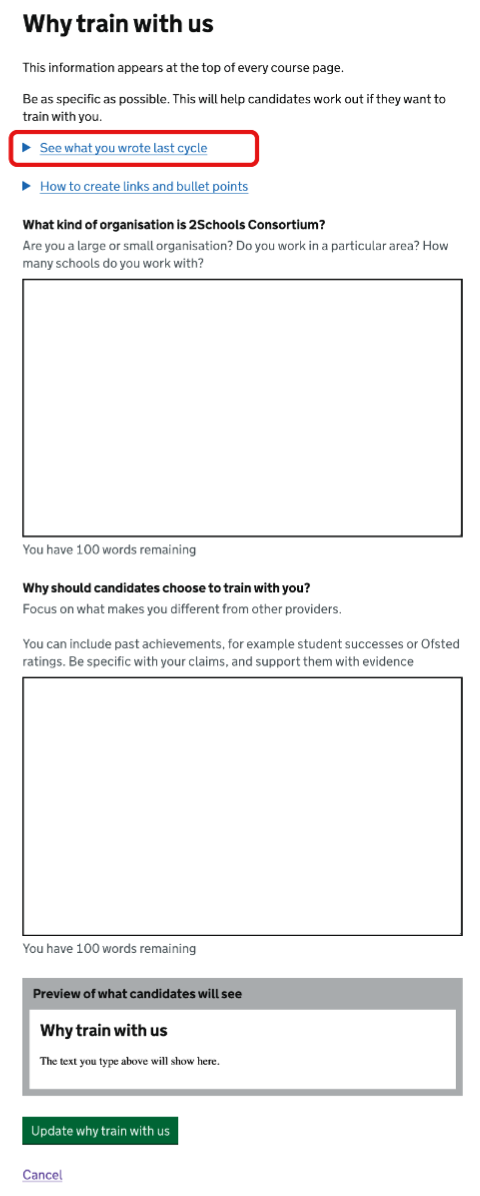 Why train with us
This information appears at the top of every course page.
Be as specific as possible. This will help candidates work out if they want to
train with you.
See what you wrote last cycle
How to create links and bullet points
What kind of organisation is 2Schools Consortium?
Are you a large or small organisation? Do you work in a particular area? How
many schools do you work with?
You have 100 words remaining
Why should candidates choose to train with you?
Focus on what makes you different from other providers.
You can include past achievements, for example student successes or Ofsted
ratings. Be specific with your claims, and support them with evidence
You have 100 words remaining
Preview of what candidates will see
Why train with us
The text you type above will show here.
Update why train with us
Cancel